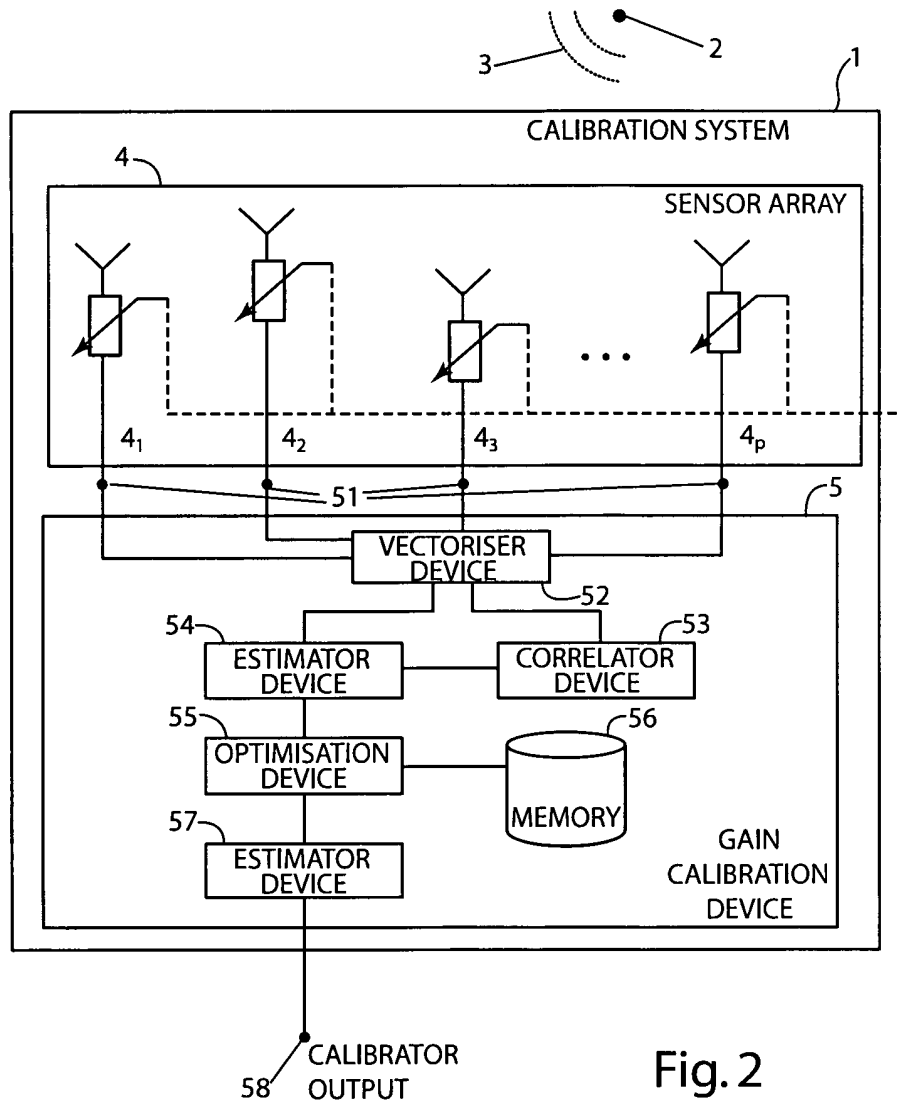 2
3
1
CALIBRATION SYSTEM
4
SENSOR ARRAY
• • •
4₁
4₂
4₃
4ₚ
51
5
VECTORISER
DEVICE
52
54
53
ESTIMATOR
DEVICE
CORRELATOR
DEVICE
55
56
OPTIMISATION
DEVICE
MEMORY
57
ESTIMATOR
DEVICE
GAIN
CALIBRATION
DEVICE
58
CALIBRATOR
OUTPUT
Fig. 2